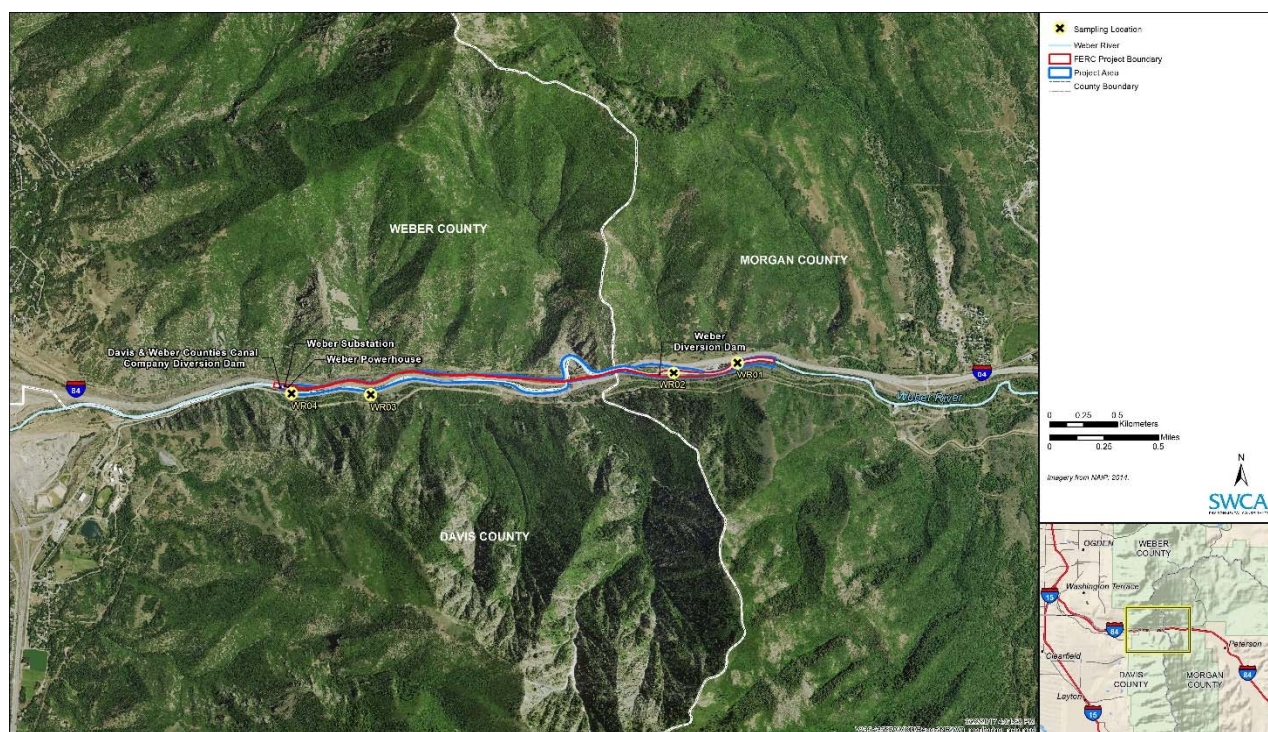 WEBER COUNTY
MORGAN COUNTY
Weber Substation
Davis & Weber Counties Canal
Company Diversion Dam
Weber Powerhouse
Weber
Diversion Dam
WR01
WR02
WR03
WR04
84
Weber River
DAVIS COUNTY
Sampling Location
Weber River
FERC Project Boundary
Project Area
County Boundary
0 0.25 0.5
Kilometers
Miles
0 0.25 0.5
N
Imagery from NAIP, 2014.
SWCA
OGDEN
WEBER
COUNTY
Washington Terrace
15
84
Peterson
Clearfield
DAVIS
COUNTY
MORGAN
COUNTY
84
Layton
15